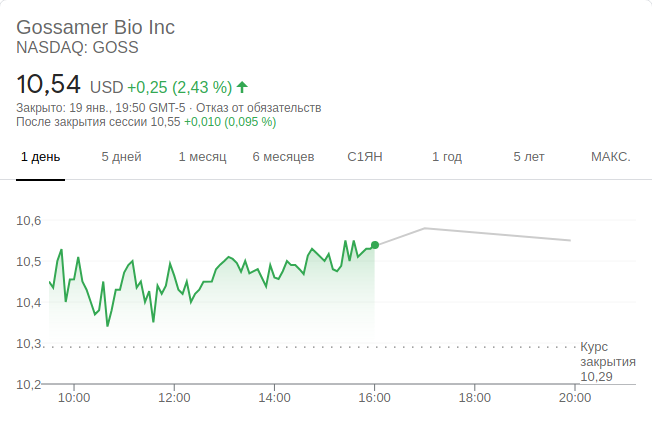 Gossamer Bio Inc
NASDAQ: GOSS
10,54 USD +0,25 (2,43 %)
Закрыто: 19 янв., 19:50 GMT-5 · Отказ от обязательств
После закрытия сессии 10,55 +0,010 (0,095 %)
1 день 5 дней 1 месяц 6 месяцев С1ЯН 1 год 5 лет МАКС.
10,6
10,5
10,4
10,3
Курс
закрытия
10,29
10,2
10:00 12:00 14:00 16:00 18:00 20:00